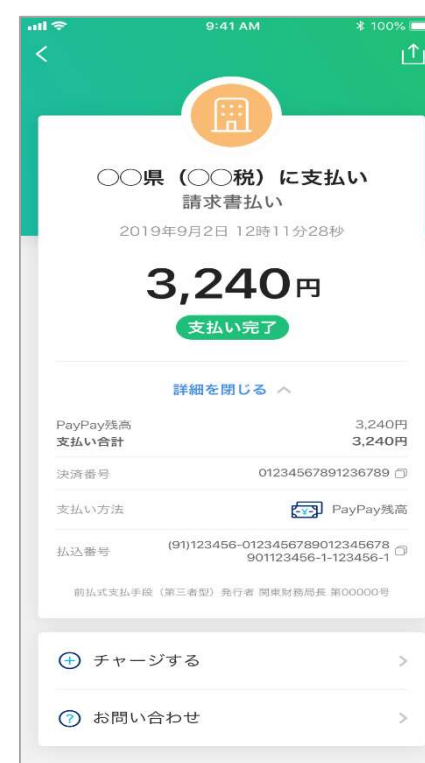 9:41 AM 100%
○○県（○○税）に支払い
請求書払い
2019年9月2日 12時11分28秒
3,240円
支払い完了
詳細を閉じる
PayPay残高 3,240円
支払い合計 3,240円
決済番号 01234567891236789
支払い方法 PayPay残高
払込番号 (91)123456-0123456789012345678
901123456-1-123456-1
前払式支払手段（第三者型）発行者 関東財務局長 第00000号
チャージする
お問い合わせ